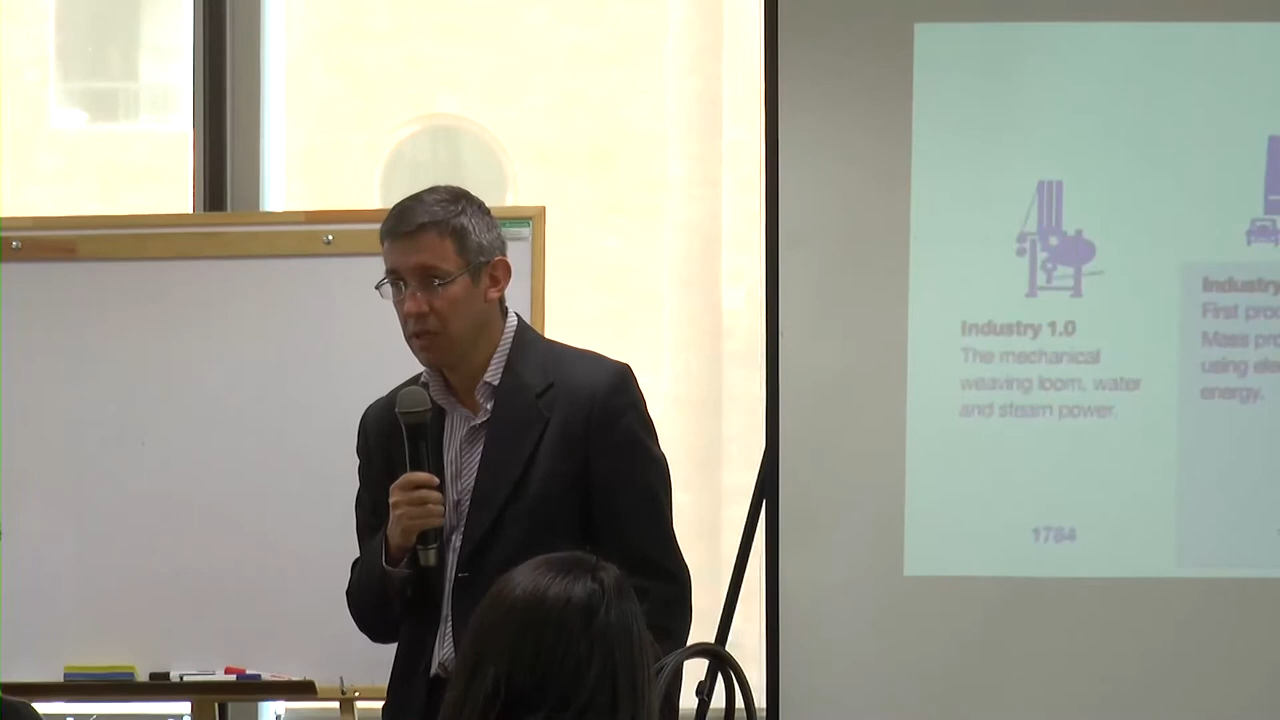 Industry 1.0
The mechanical
weaving loom, water
and steam power.
1784
Industry
First pro
Mass pro
using ele
energy.